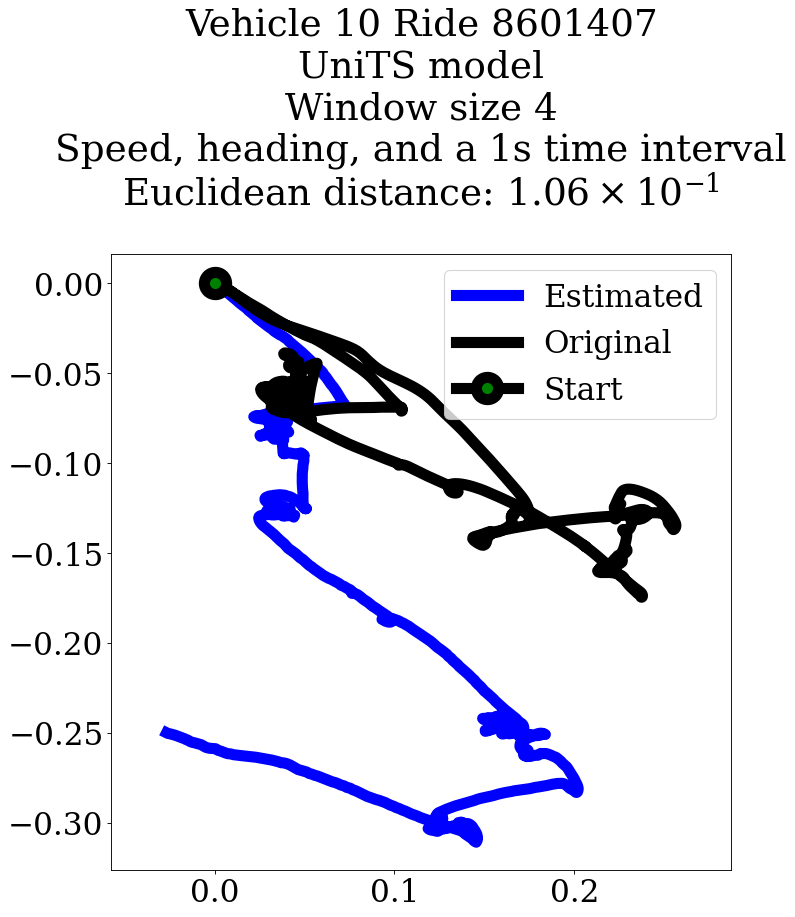 Vehicle 10 Ride 8601407
UniTS model
Window size 4
Speed, heading, and a 1s time interval
Euclidean distance: 1.06 × 10⁻¹
Estimated
Original
Start
0.00
−0.05
−0.10
−0.15
−0.20
−0.25
−0.30
0.0 0.1 0.2